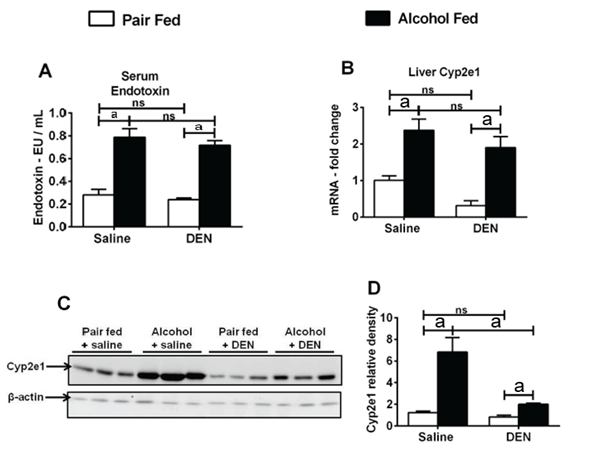 Pair Fed
Alcohol Fed
A
Serum
Endotoxin
ns
a
ns
a
Endotoxin - EU / mL
1.0
0.8
0.6
0.4
0.2
0.0
Saline
DEN
B
Liver Cyp2e1
ns
a
ns
a
mRNA - fold change
3
2
1
0
Saline
DEN
C
Pair fed
+ saline
Alcohol
+ saline
Pair fed
+ DEN
Alcohol
+ DEN
Cyp2e1
β-actin
D
ns
a
a
a
Cyp2e1 relative density
10
8
6
4
2
0
Saline
DEN